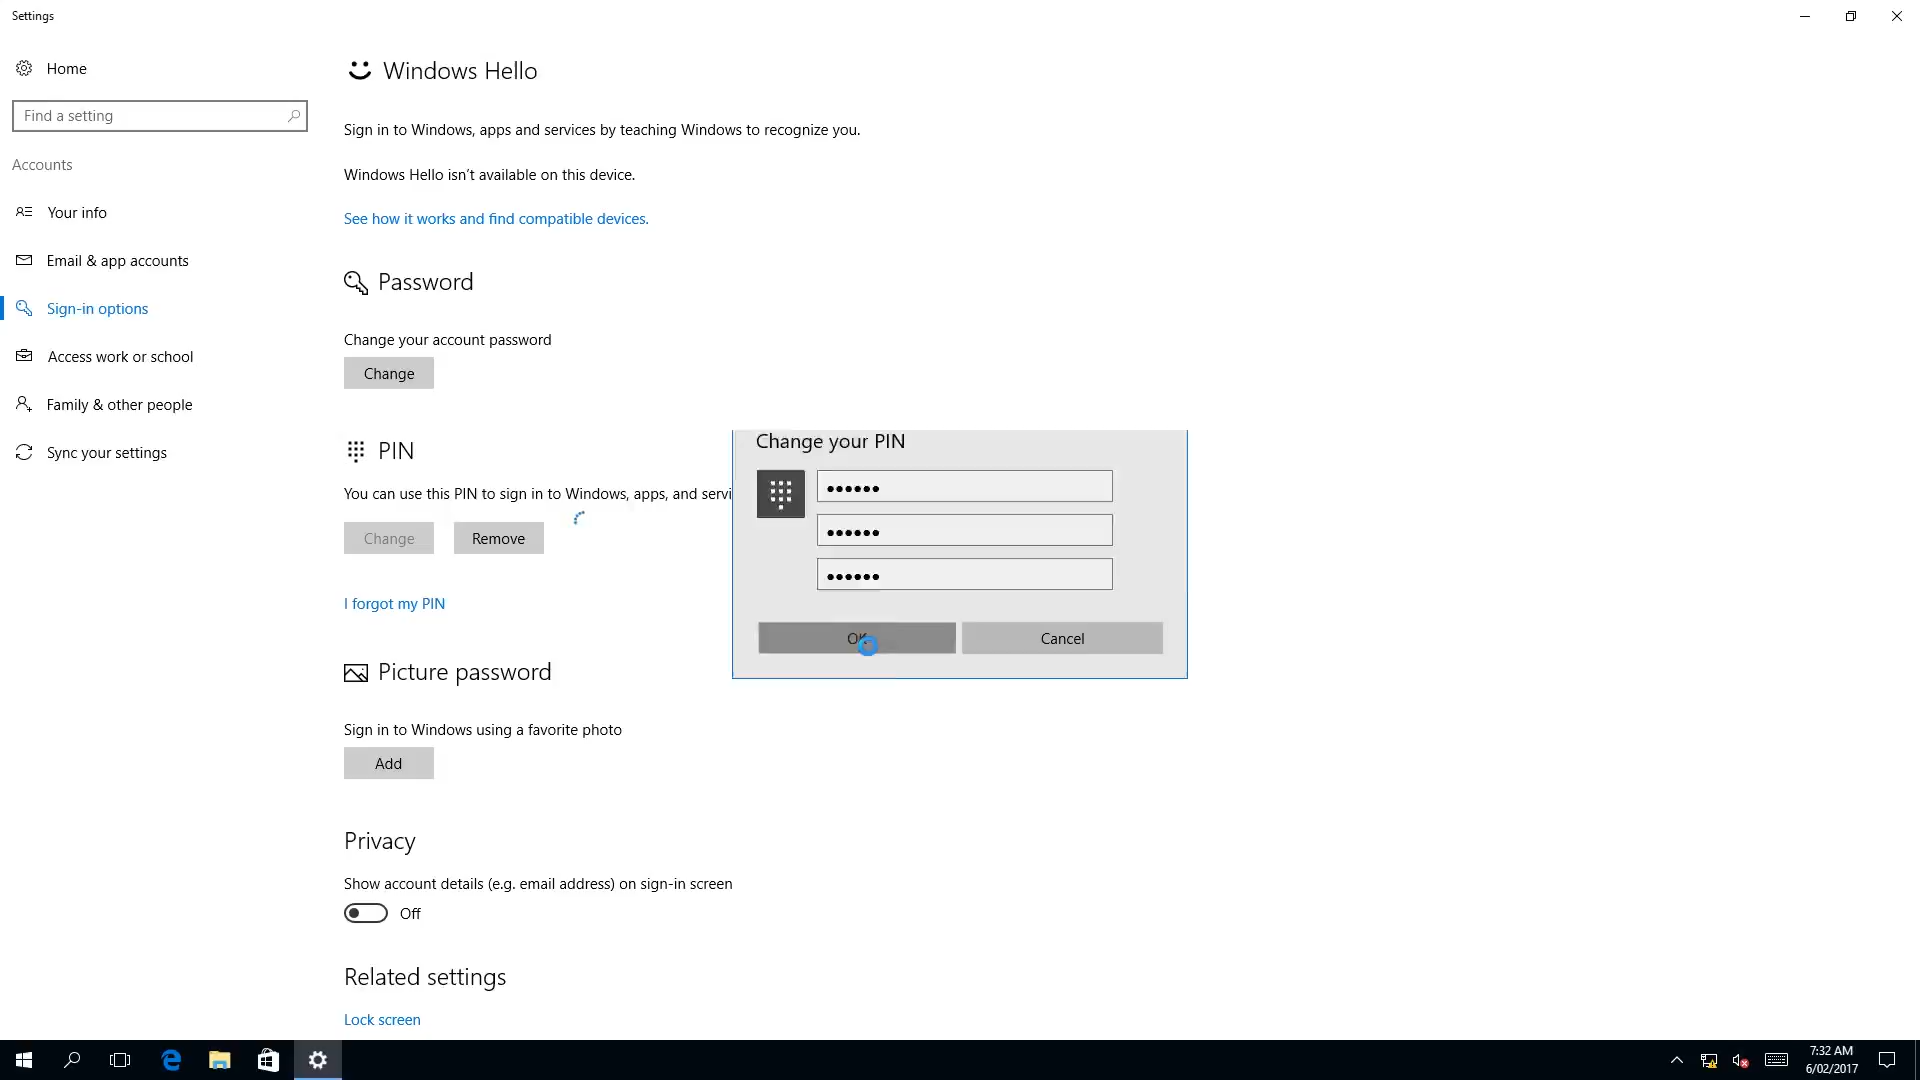 Settings
Home
Find a setting
Accounts
Your info
Email & app accounts
Sign-in options
Access work or school
Family & other people
Sync your settings
Windows Hello
Sign in to Windows, apps and services by teaching Windows to recognize you.
Windows Hello isn't available on this device.
See how it works and find compatible devices.
Password
Change your account password
Change
PIN
You can use this PIN to sign in to Windows, apps, and servi
Change
Remove
I forgot my PIN
Picture password
Sign in to Windows using a favorite photo
Add
Privacy
Show account details (e.g. email address) on sign-in screen
Off
Related settings
Lock screen
Change your PIN
OK
Cancel
7:32 AM
6/02/2017